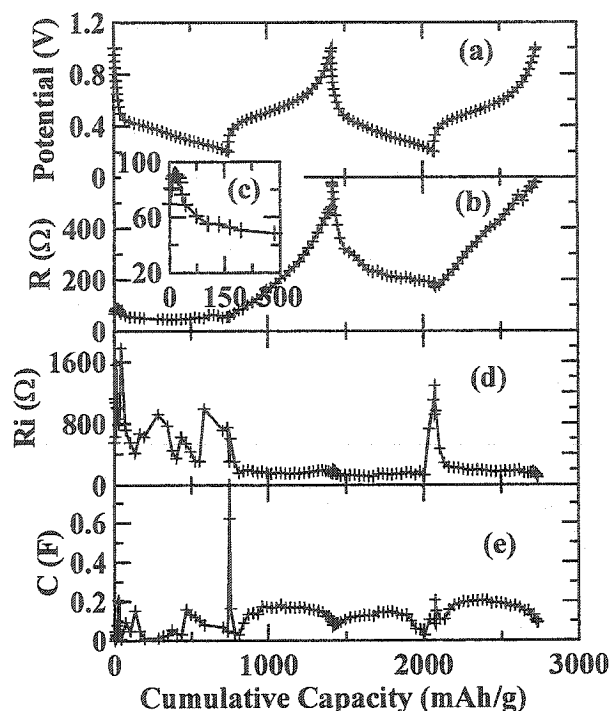 1.2
Potential (V)
0.8
0.4
0
(a)
100
60
20
(c)
0 150 300
(b)
R (Ω)
400
200
0
Ri (Ω)
1600
800
0
(d)
C (F)
0.6
0.4
0.2
0
(e)
0 1000 2000 3000
Cumulative Capacity (mAh/g)